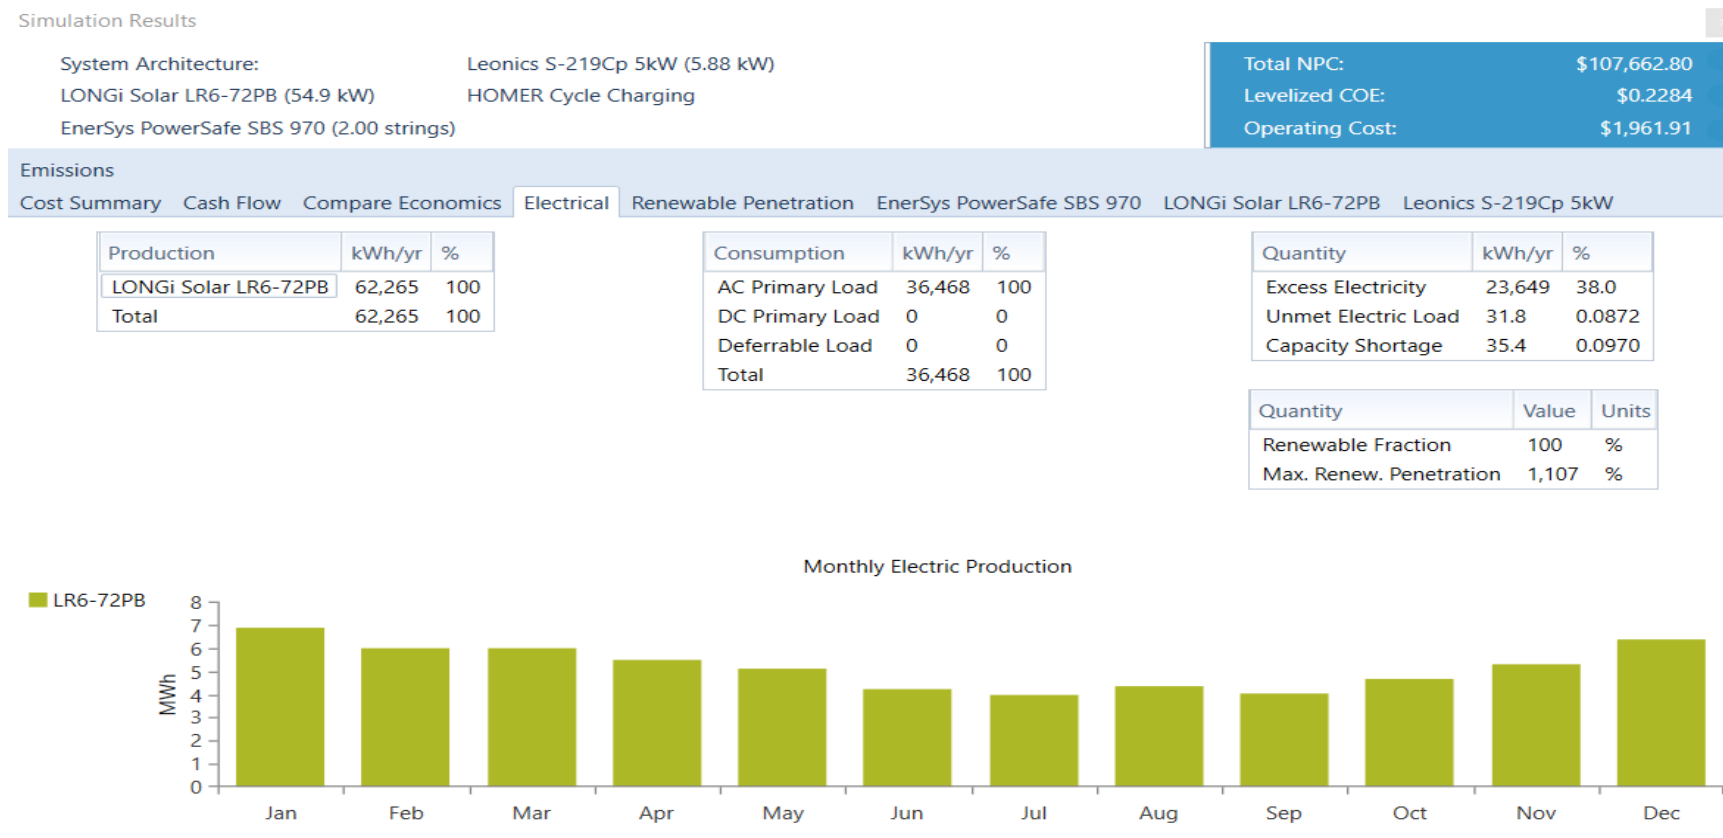 Simulation Results
System Architecture:
LONGi Solar LR6-72PB (54.9 kW)
EnerSys PowerSafe SBS 970 (2.00 strings)
Leonics S-219Cp 5kW (5.88 kW)
HOMER Cycle Charging
Total NPC: $107,662.80
Levelized COE: $0.2284
Operating Cost: $1,961.91
Emissions
Cost Summary Cash Flow Compare Economics Electrical Renewable Penetration EnerSys PowerSafe SBS 970 LONGi Solar LR6-72PB Leonics S-219Cp 5kW
Production kWh/yr %
LONGi Solar LR6-72PB 62,265 100
Total 62,265 100
Consumption kWh/yr %
AC Primary Load 36,468 100
DC Primary Load 0 0
Deferrable Load 0 0
Total 36,468 100
Quantity kWh/yr %
Excess Electricity 23,649 38.0
Unmet Electric Load 31.8 0.0872
Capacity Shortage 35.4 0.0970
Quantity Value Units
Renewable Fraction 100 %
Max. Renew. Penetration 1,107 %
Monthly Electric Production
LR6-72PB
MWh
8
7
6
5
4
3
2
1
0
Jan Feb Mar Apr May Jun Jul Aug Sep Oct Nov Dec